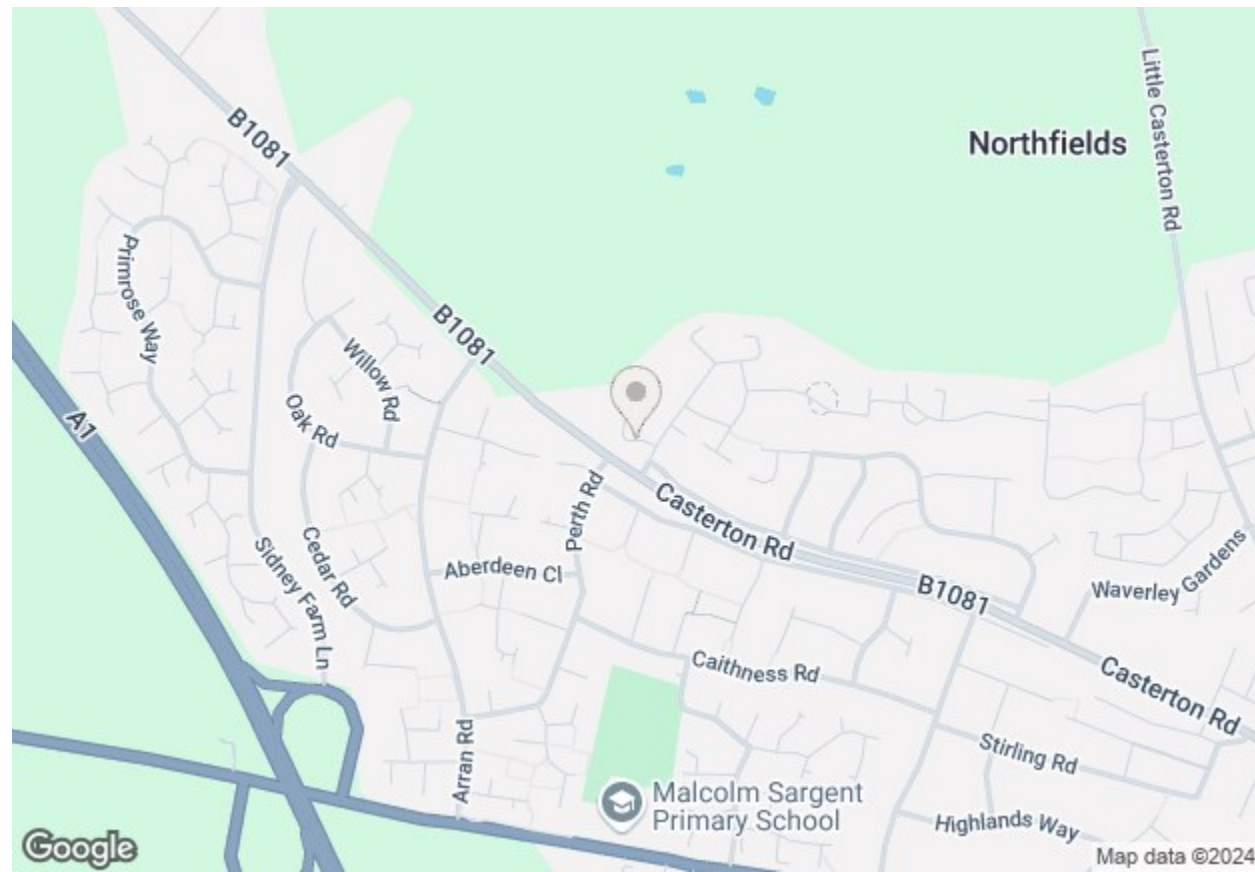 B1081
Little Casterton Rd
Northfields
Primrose Way
B1081
Willow Rd
Oak Rd
A1
Perth Rd
Casterton Rd
Cedar Rd
Sidney Farm Ln
Aberdeen Cl
B1081
Waverley Gardens
Caithness Rd
Casterton Rd
Arran Rd
Stirling Rd
Malcolm Sargent
Primary School
Highlands Way
Google
Map data ©2024